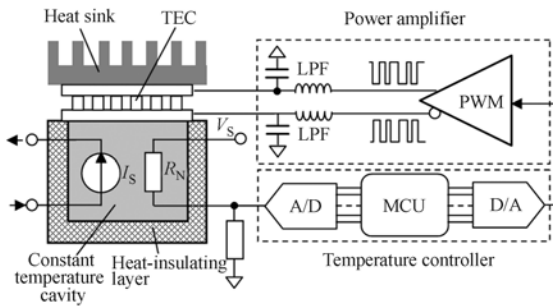 Heat sink
TEC
Power amplifier
LPF
PWM
LPF
V_S
I_S
R_N
A/D
MCU
D/A
Constant
temperature
cavity
Heat-insulating
layer
Temperature controller